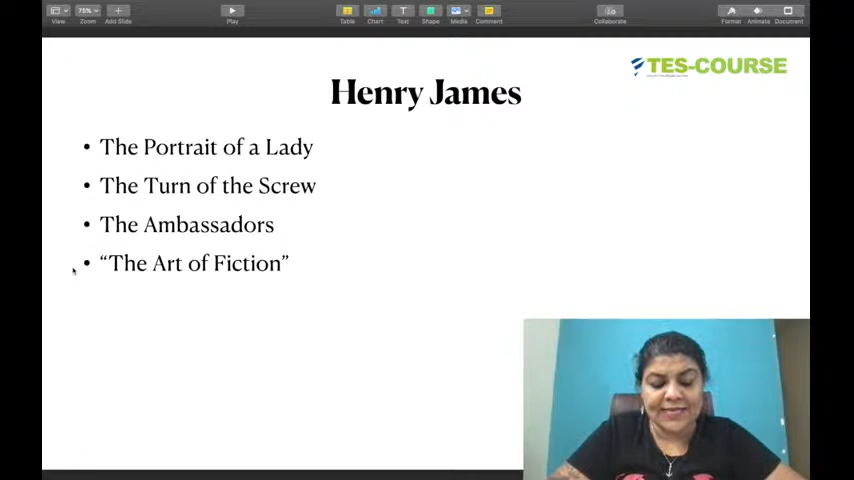 View
Zoom
Add Slide
Play
Table
Chart
Text
Shape
Media
Comment
Collaborate
Format
Animate
Document
75%
TES-COURSE
Henry James
• The Portrait of a Lady
• The Turn of the Screw
• The Ambassadors
• “The Art of Fiction”